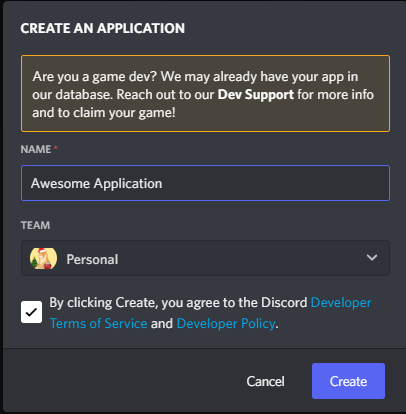 CREATE AN APPLICATION
Are you a game dev? We may already have your app in
our database. Reach out to our Dev Support for more info
and to claim your game!
NAME *
Awesome Application
TEAM
Personal
By clicking Create, you agree to the Discord Developer
Terms of Service and Developer Policy.
Cancel Create